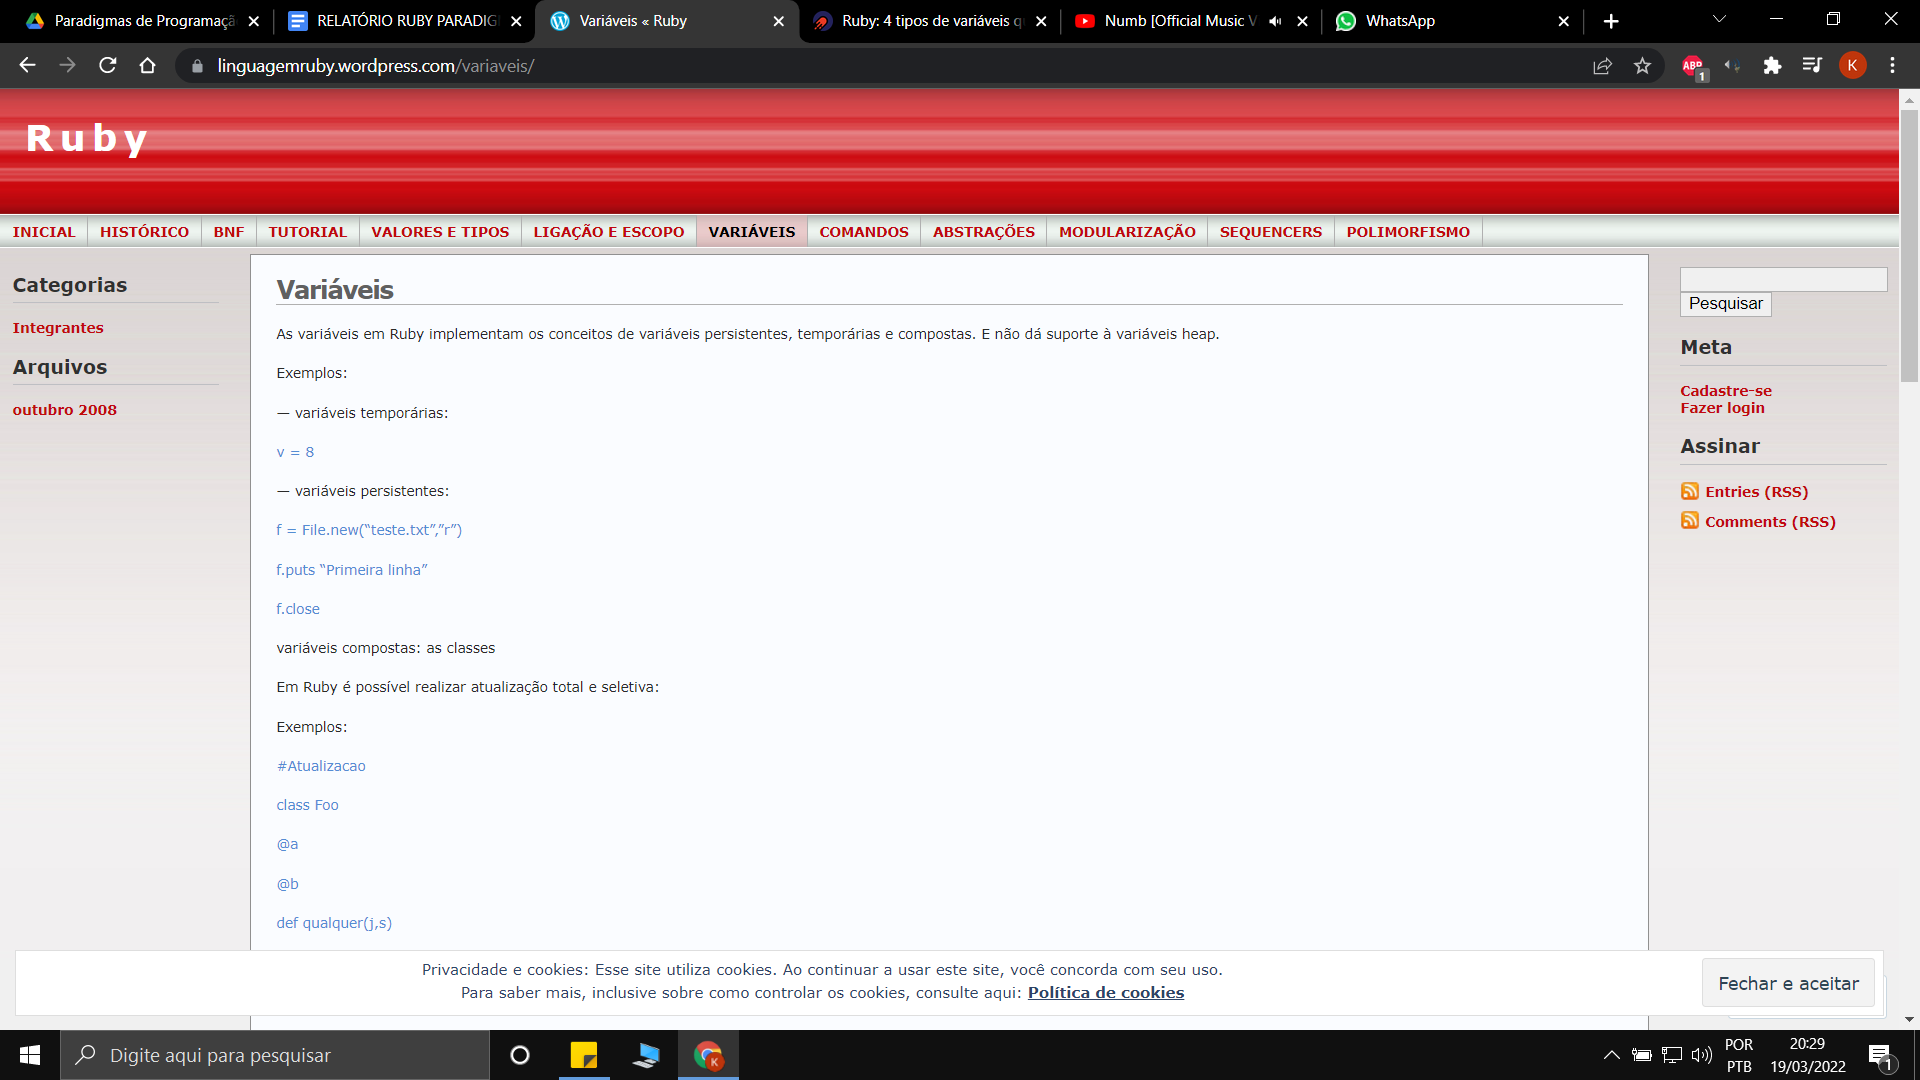 Paradigmas de Programaçã
RELATÓRIO RUBY PARADIG
Variáveis « Ruby
Ruby: 4 tipos de variáveis q
Numb [Official Music V
WhatsApp
linguagemruby.wordpress.com/variaveis/
ABP
1
K
Ruby
INICIAL
HISTÓRICO
BNF
TUTORIAL
VALORES E TIPOS
LIGAÇÃO E ESCOPO
VARIÁVEIS
COMANDOS
ABSTRAÇÕES
MODULARIZAÇÃO
SEQUENCERS
POLIMORFISMO
Categorias
Integrantes
Arquivos
outubro 2008
Variáveis
As variáveis em Ruby implementam os conceitos de variáveis persistentes, temporárias e compostas. E não dá suporte à variáveis heap.
Exemplos:
— variáveis temporárias:
v = 8
— variáveis persistentes:
f = File.new(“teste.txt”,”r”)
f.puts “Primeira linha”
f.close
variáveis compostas: as classes
Em Ruby é possível realizar atualização total e seletiva:
Exemplos:
#Atualizacao
class Foo
@a
@b
def qualquer(j,s)
Pesquisar
Meta
Cadastre-se
Fazer login
Assinar
Entries (RSS)
Comments (RSS)
Privacidade e cookies: Esse site utiliza cookies. Ao continuar a usar este site, você concorda com seu uso.
Para saber mais, inclusive sobre como controlar os cookies, consulte aqui: Política de cookies
Fechar e aceitar
Digite aqui para pesquisar
K
POR
PTB
20:29
19/03/2022
1